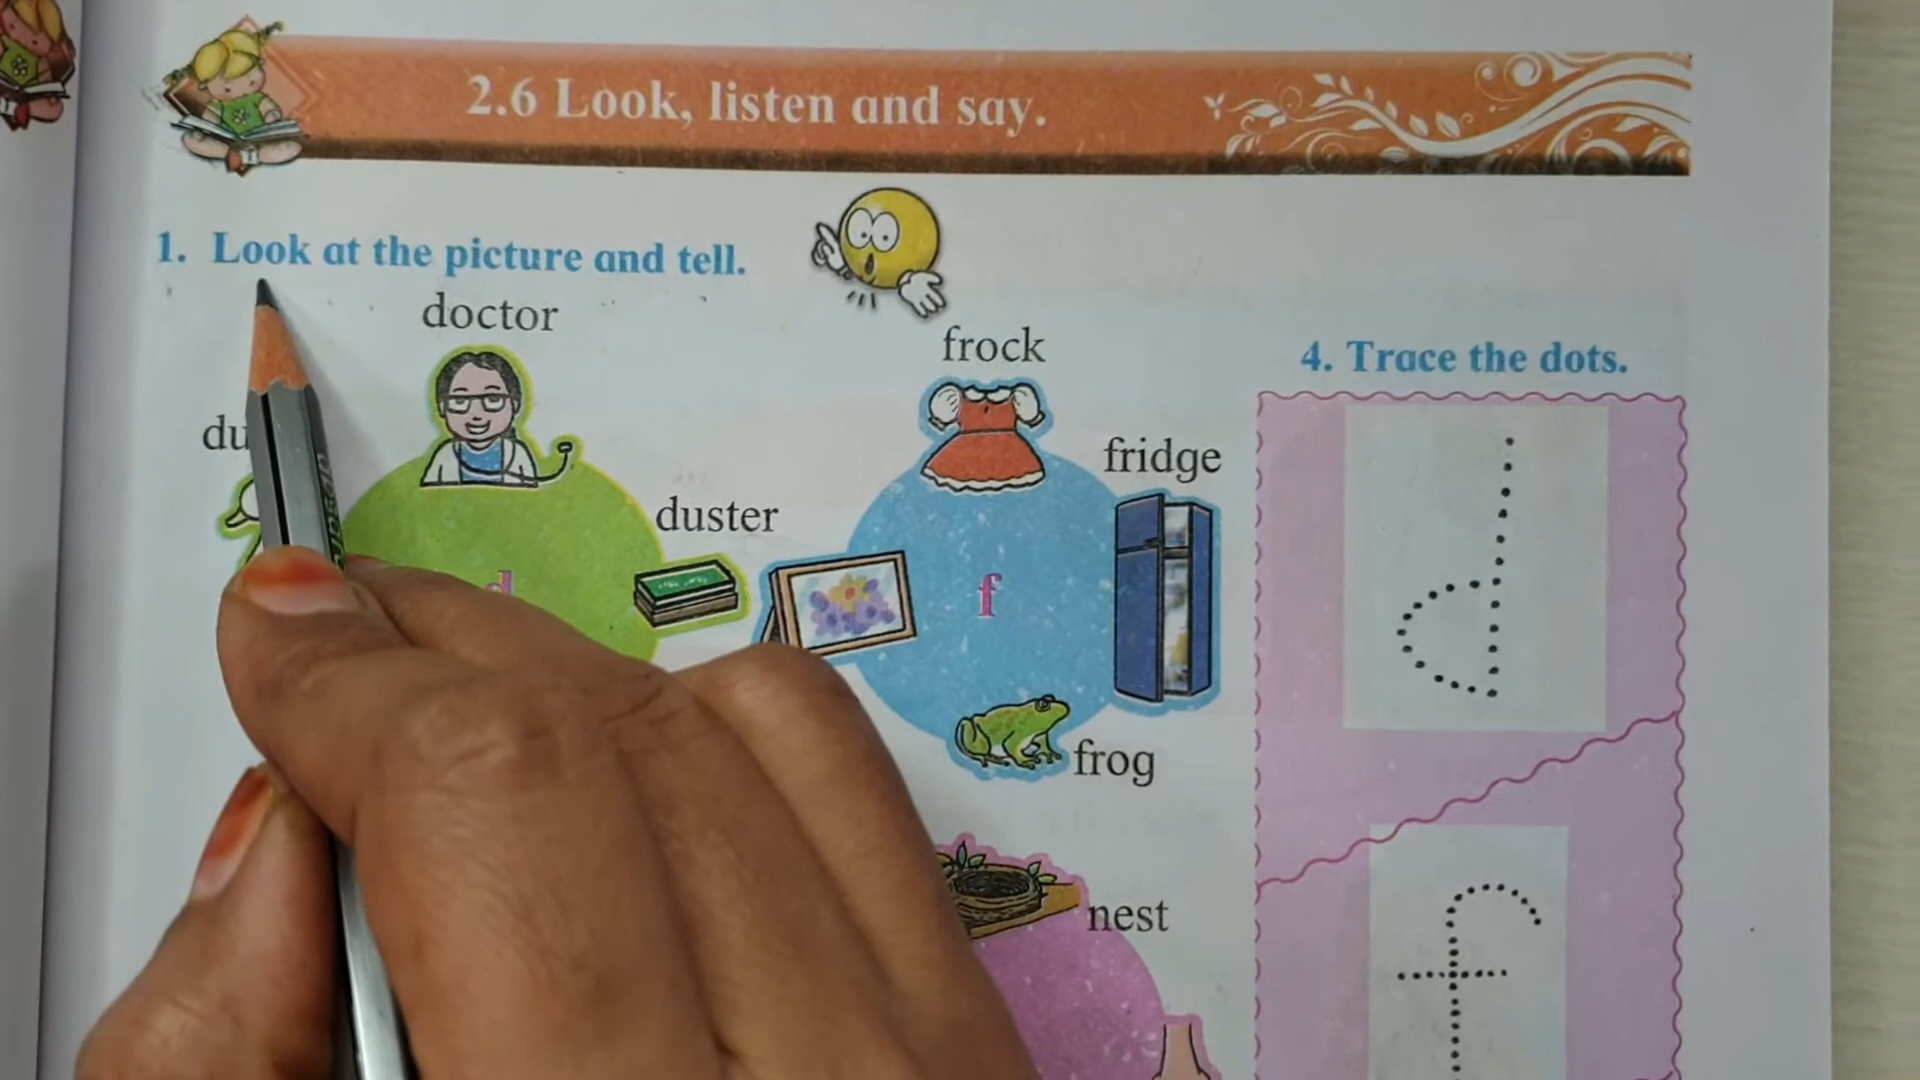 2.6 Look, listen and say.
1. Look at the picture and tell.
doctor
frock
4. Trace the dots.
fridge
duster
d
f
frog
nest
d
f